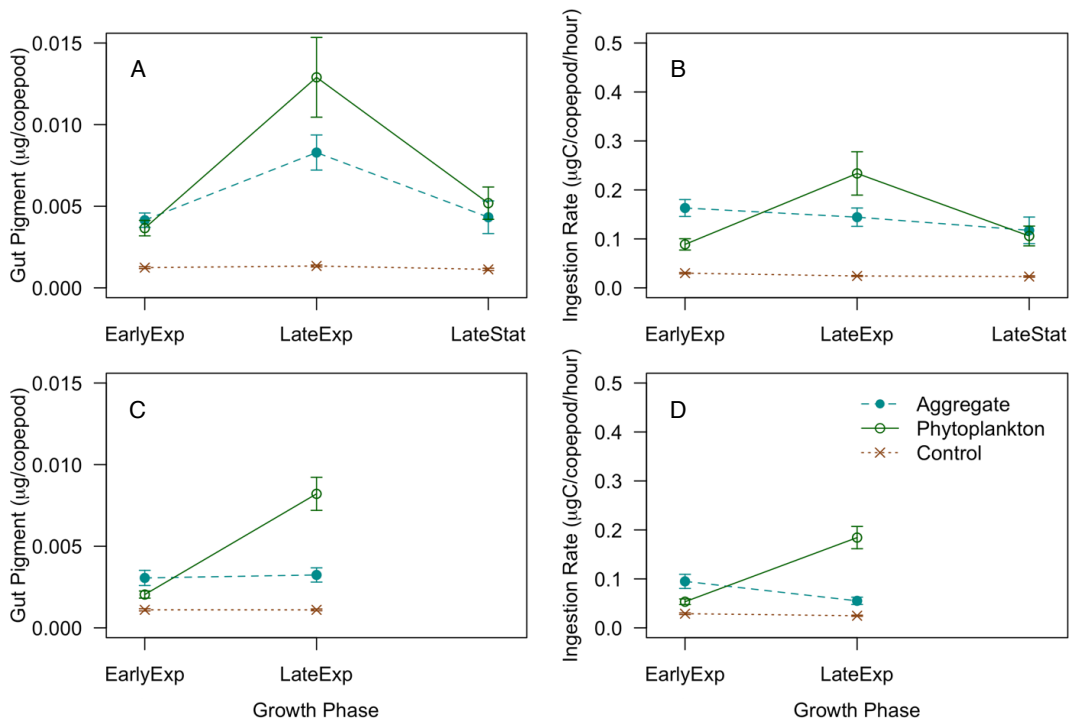 A
Gut Pigment (μg/copepod)
0.015
0.010
0.005
0.000
EarlyExp LateExp LateStat
B
Ingestion Rate (μgC/copepod/hour)
0.5
0.4
0.3
0.2
0.1
0.0
EarlyExp LateExp LateStat
C
Gut Pigment (μg/copepod)
0.015
0.010
0.005
0.000
EarlyExp LateExp
Growth Phase
D
Ingestion Rate (μgC/copepod/hour)
0.5
0.4
0.3
0.2
0.1
0.0
Aggregate
Phytoplankton
Control
EarlyExp LateExp
Growth Phase